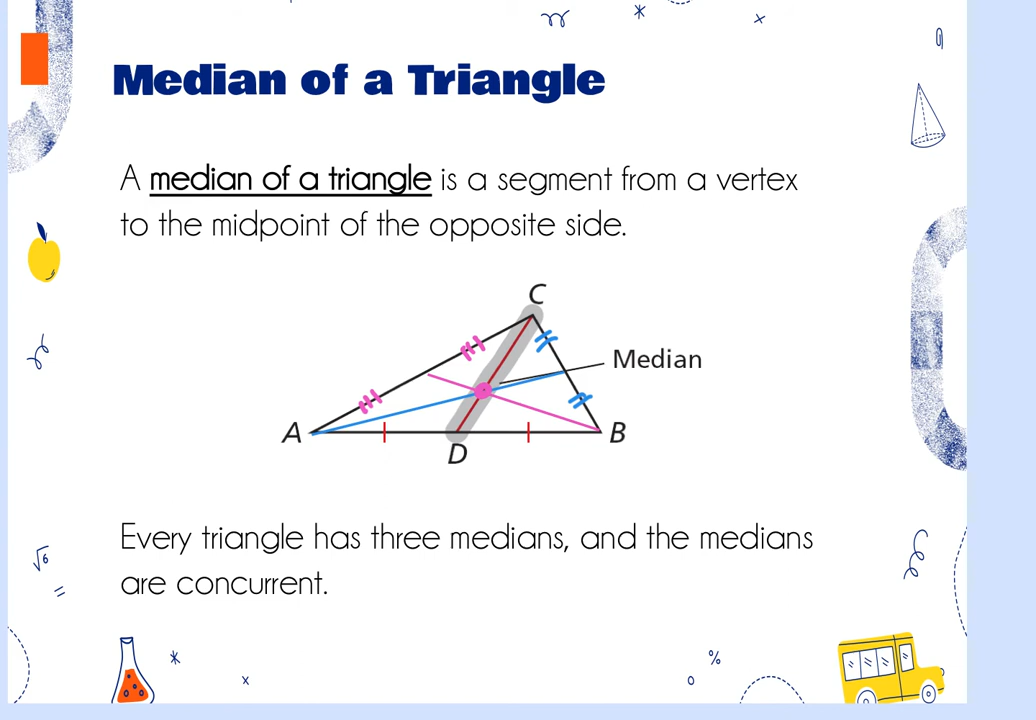 Median of a Triangle
A median of a triangle is a segment from a vertex
to the midpoint of the opposite side.
C
Median
A
B
D
Every triangle has three medians, and the medians
are concurrent.
√6
=
%